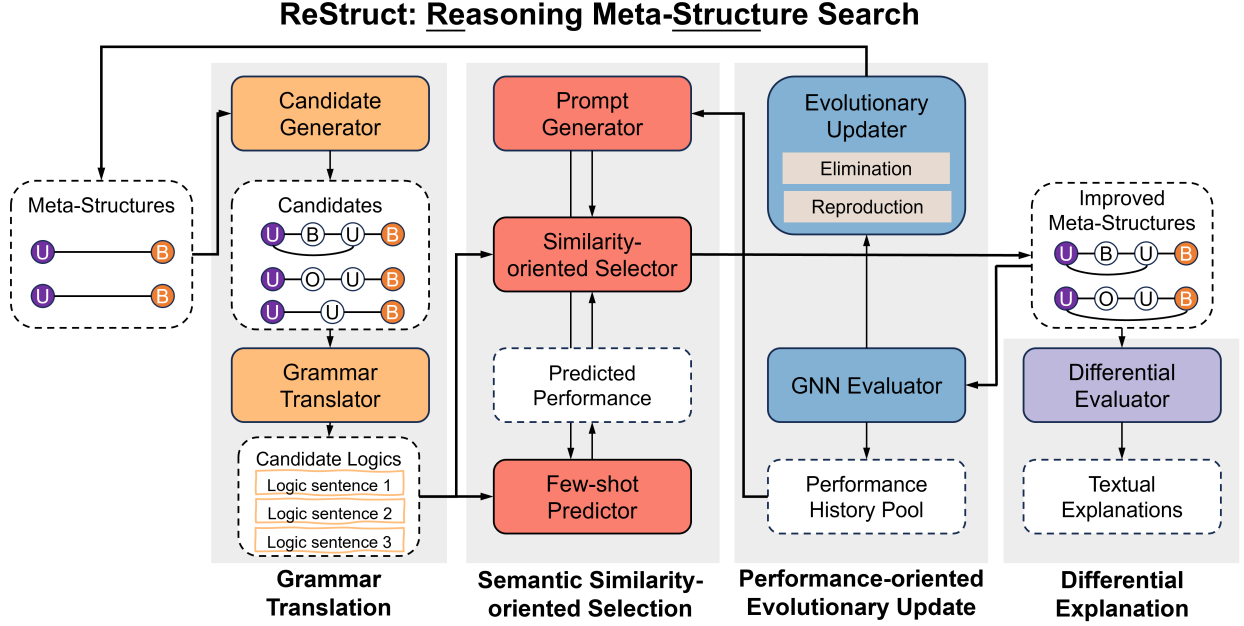 ReStruct: Reasoning Meta-Structure Search
Meta-Structures
U B
U B
Candidate
Generator
Candidates
U B U B
U O U B
U U B
Grammar
Translator
Candidate Logics
Logic sentence 1
Logic sentence 2
Logic sentence 3
Grammar
Translation
Prompt
Generator
Similarity-
oriented Selector
Predicted
Performance
Few-shot
Predictor
Semantic Similarity-
oriented Selection
Evolutionary
Updater
Elimination
Reproduction
GNN Evaluator
Performance
History Pool
Performance-oriented
Evolutionary Update
Improved
Meta-Structures
U B U B
U O U B
Differential
Evaluator
Textual
Explanations
Differential
Explanation